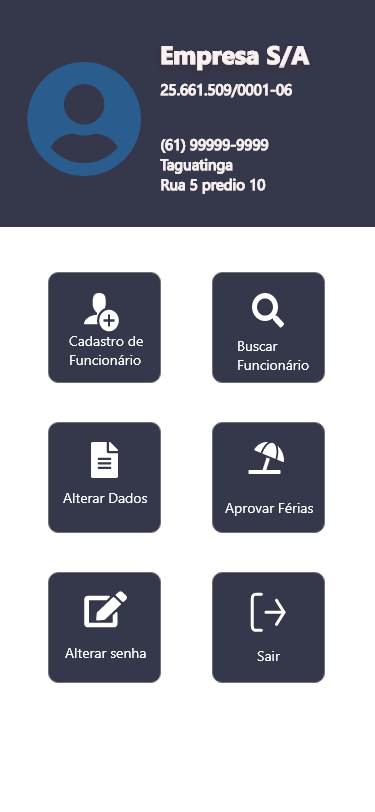 Empresa S/A
25.661.509/0001-06
(61) 99999-9999
Taguatinga
Rua 5 predio 10
Cadastro de
Funcionário
Buscar
Funcionário
Alterar Dados
Aprovar Férias
Alterar senha
Sair